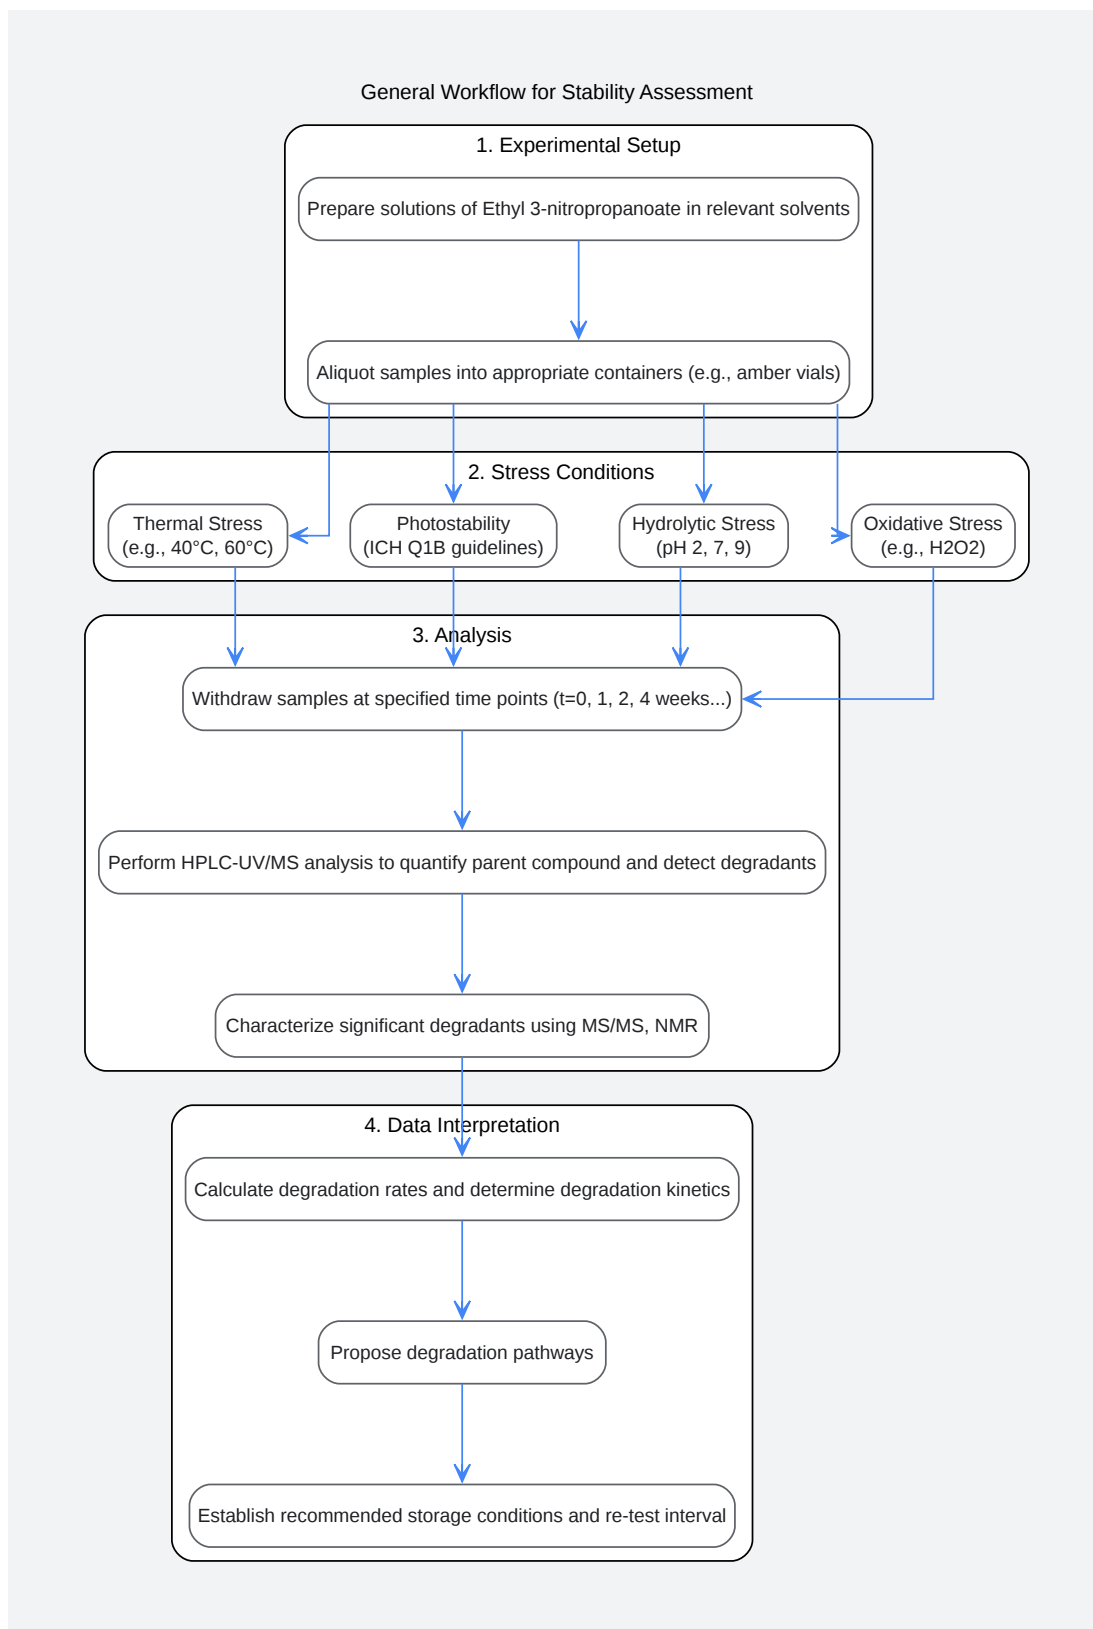 General Workflow for Stability Assessment
1. Experimental Setup
Prepare solutions of Ethyl 3-nitropropanoate in relevant solvents
Aliquot samples into appropriate containers (e.g., amber vials)
2. Stress Conditions
Thermal Stress
(e.g., 40°C, 60°C)
Photostability
(ICH Q1B guidelines)
Hydrolytic Stress
(pH 2, 7, 9)
Oxidative Stress
(e.g., H2O2)
3. Analysis
Withdraw samples at specified time points (t=0, 1, 2, 4 weeks...)
Perform HPLC-UV/MS analysis to quantify parent compound and detect degradants
Characterize significant degradants using MS/MS, NMR
4. Data Interpretation
Calculate degradation rates and determine degradation kinetics
Propose degradation pathways
Establish recommended storage conditions and re-test interval